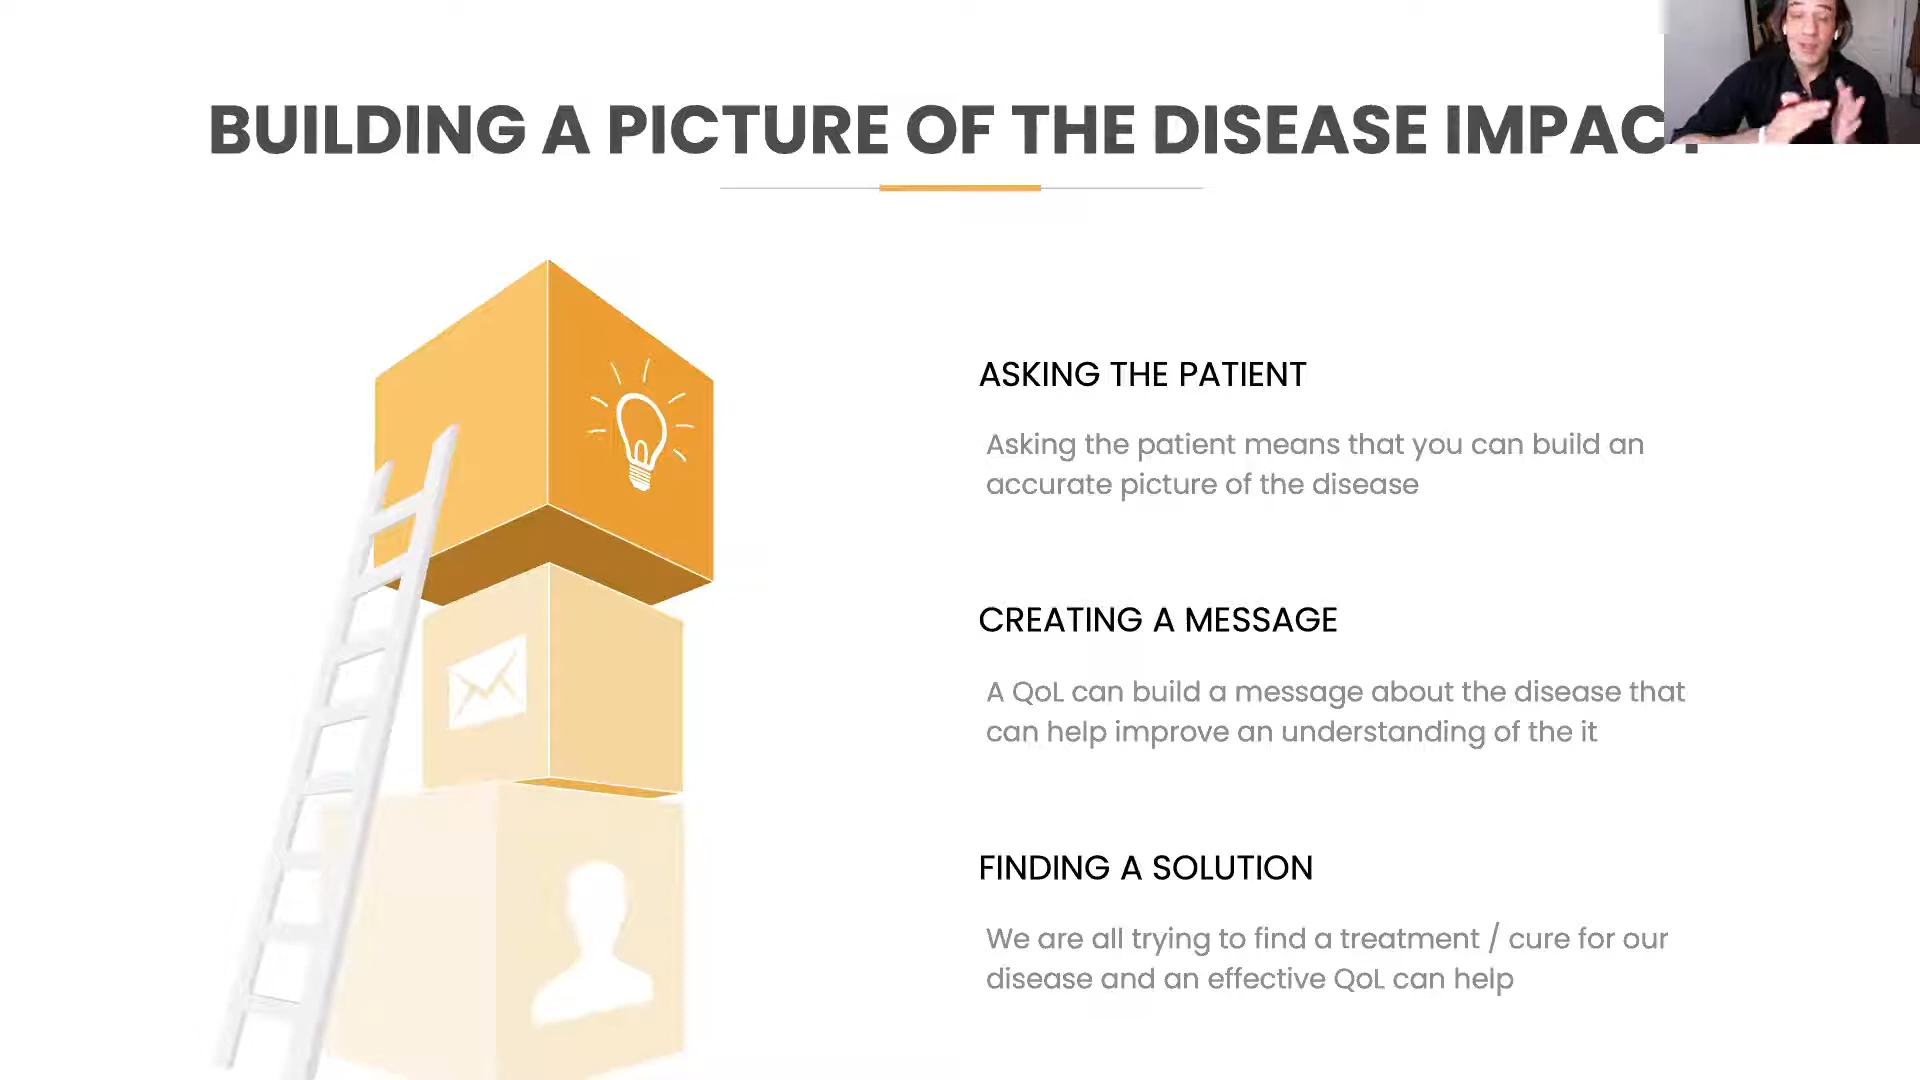 BUILDING A PICTURE OF THE DISEASE IMPACT
ASKING THE PATIENT
Asking the patient means that you can build an
accurate picture of the disease
CREATING A MESSAGE
A QoL can build a message about the disease that
can help improve an understanding of the it
FINDING A SOLUTION
We are all trying to find a treatment / cure for our
disease and an effective QoL can help